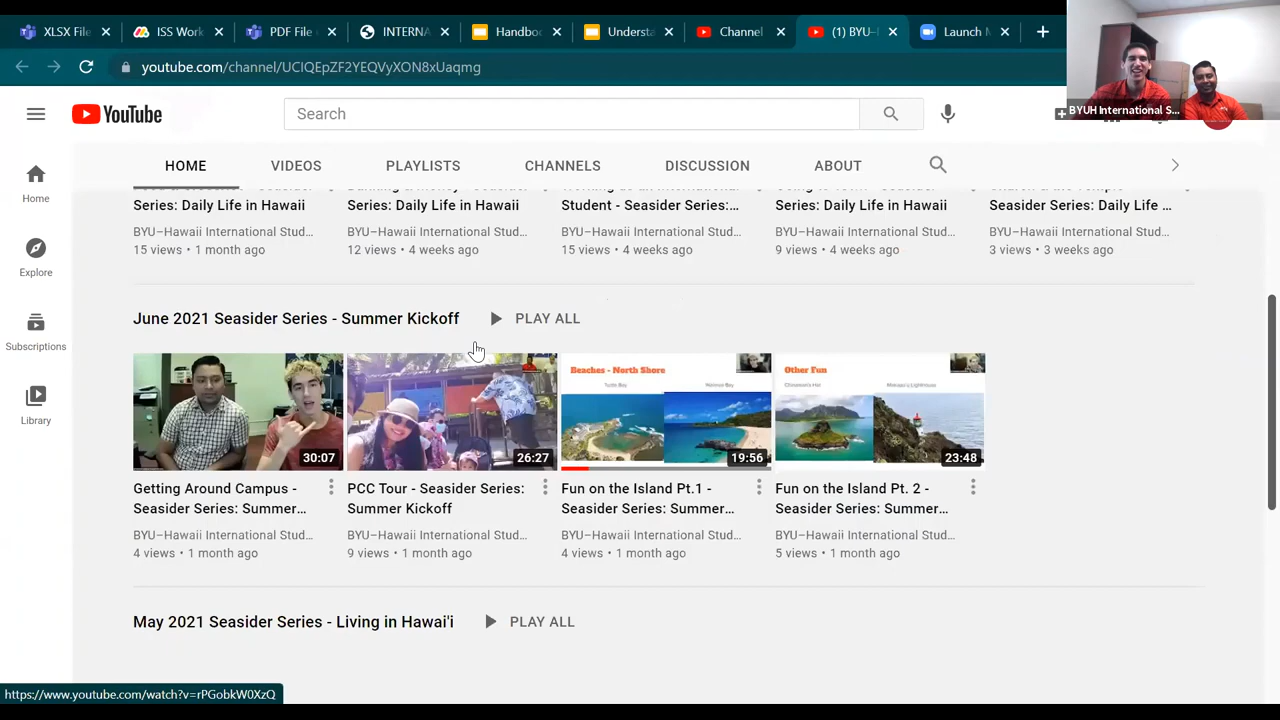 XLSX File
ISS Work
PDF File
INTERNA
Handbo
Understa
Channel
(1) BYU-
Launch M
youtube.com/channel/UCIQEpZF2YEQVyXON8xUaqmg
BYUH International S...
YouTube
Search
HOME VIDEOS PLAYLISTS CHANNELS DISCUSSION ABOUT
Home
Explore
Subscriptions
Library
Series: Daily Life in Hawaii
BYU–Hawaii International Stud...
15 views • 1 month ago
Series: Daily Life in Hawaii
BYU–Hawaii International Stud...
12 views • 4 weeks ago
Student - Seasider Series:...
BYU–Hawaii International Stud...
15 views • 4 weeks ago
Series: Daily Life in Hawaii
BYU–Hawaii International Stud...
9 views • 4 weeks ago
Seasider Series: Daily Life ...
BYU–Hawaii International Stud...
3 views • 3 weeks ago
June 2021 Seasider Series - Summer Kickoff PLAY ALL
30:07
Getting Around Campus -
Seasider Series: Summer...
BYU–Hawaii International Stud...
4 views • 1 month ago
26:27
PCC Tour - Seasider Series:
Summer Kickoff
BYU–Hawaii International Stud...
9 views • 1 month ago
Beaches - North Shore
Turtle Bay
19:56
Fun on the Island Pt.1 -
Seasider Series: Summer...
BYU–Hawaii International Stud...
4 views • 1 month ago
Other Fun
Chinaman's Hat
Makapu'u Lighthouse
23:48
Fun on the Island Pt. 2 -
Seasider Series: Summer...
BYU–Hawaii International Stud...
5 views • 1 month ago
May 2021 Seasider Series - Living in Hawai'i PLAY ALL
https://www.youtube.com/watch?v=rPGobkW0XzQ